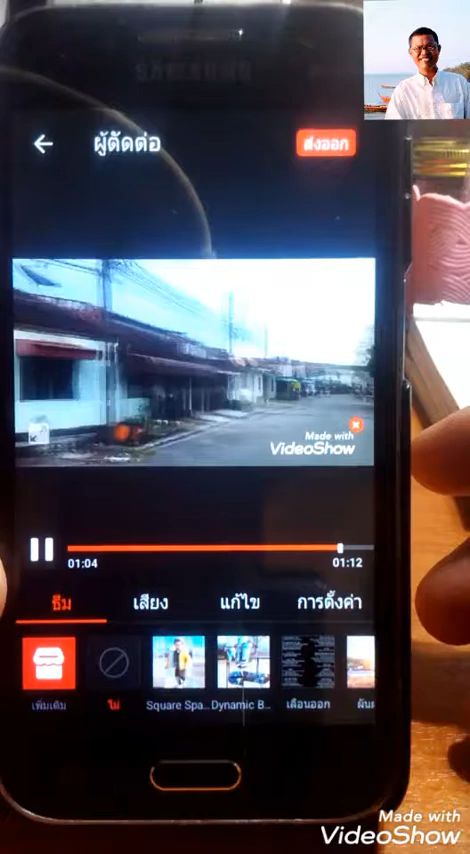 SAMSUNG
ผู้ตัดต่อ
ส่งออก
Made with
VideoShow
01:04
01:12
ธีม
เสียง
แก้ไข
การตั้งค่า
เพิ่มเติม
ไม่
Square Spa...
Dynamic B...
เลื่อนออก
Made with
VideoShow